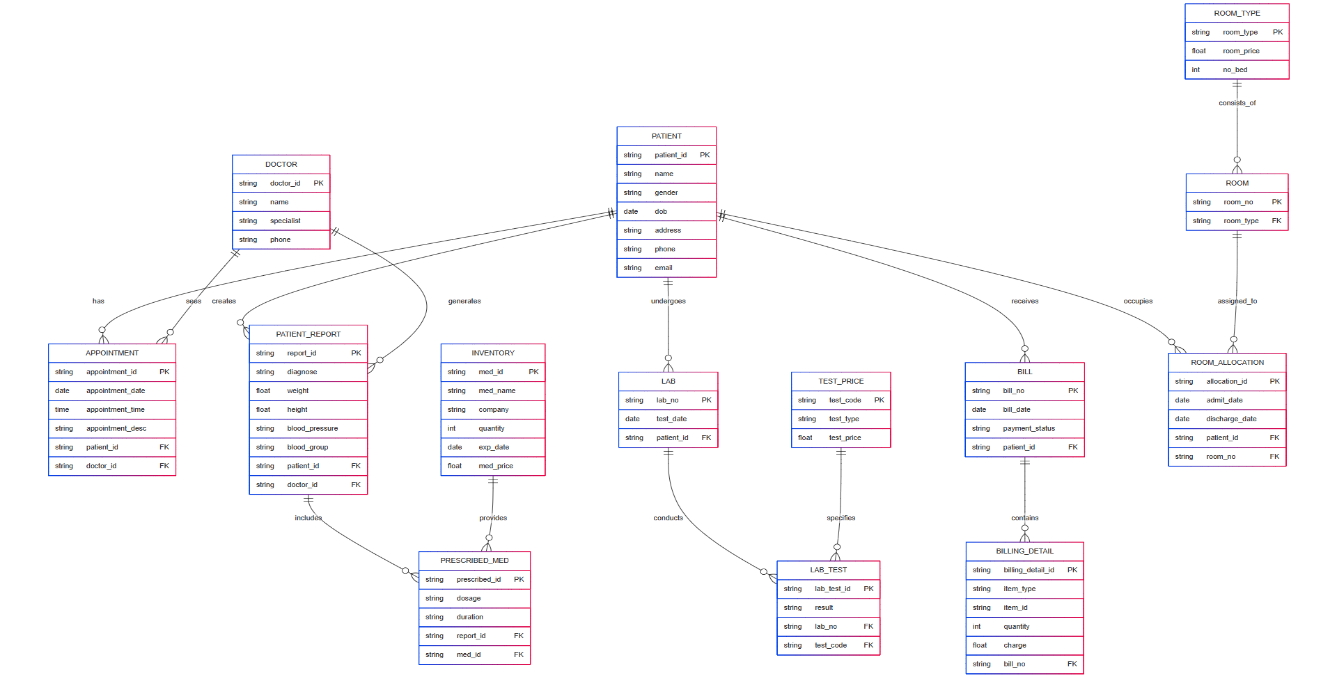 ROOM_TYPE
string room_type PK
float room_price
int no_bed
consists_of
PATIENT
string patient_id PK
string name
string gender
date dob
string address
string phone
string email
DOCTOR
string doctor_id PK
string name
string specialist
string phone
ROOM
string room_no PK
string room_type FK
has
sees
creates
generates
undergoes
receives
occupies
assigned_to
APPOINTMENT
string appointment_id PK
date appointment_date
time appointment_time
string appointment_desc
string patient_id FK
string doctor_id FK
PATIENT_REPORT
string report_id PK
string diagnose
float weight
float height
string blood_pressure
string blood_group
string patient_id FK
string doctor_id FK
INVENTORY
string med_id PK
string med_name
string company
int quantity
date exp_date
float med_price
LAB
string lab_no PK
date test_date
string patient_id FK
TEST_PRICE
string test_code PK
string test_type
float test_price
BILL
string bill_no PK
date bill_date
string payment_status
string patient_id FK
ROOM_ALLOCATION
string allocation_id PK
date admit_date
date discharge_date
string patient_id FK
string room_no FK
includes
provides
conducts
specifies
contains
PRESCRIBED_MED
string prescribed_id PK
string dosage
string duration
string report_id FK
string med_id FK
LAB_TEST
string lab_test_id PK
string result
string lab_no FK
string test_code FK
BILLING_DETAIL
string billing_detail_id PK
string item_type
string item_id
int quantity
float charge
string bill_no FK